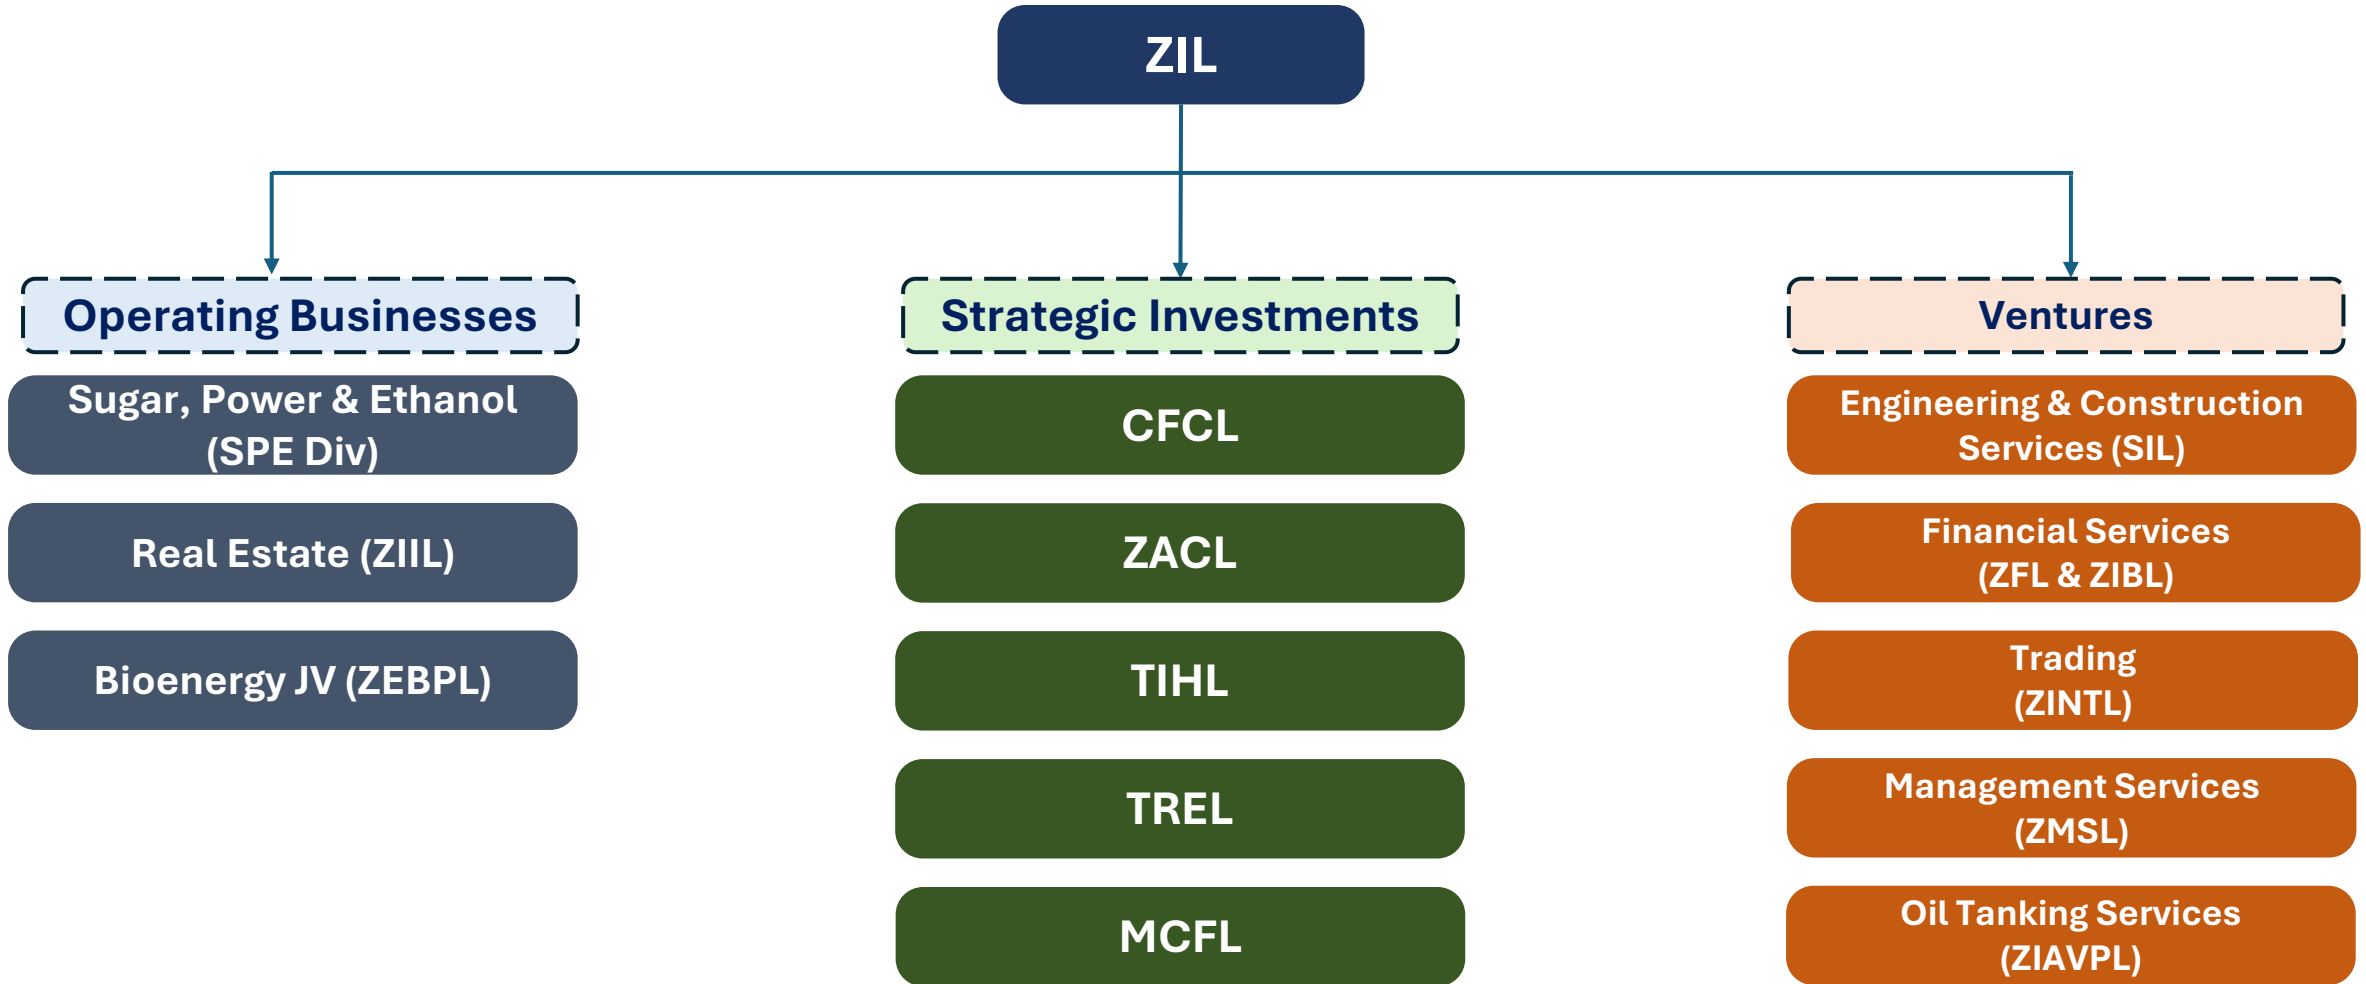 ZIL
Operating Businesses
Sugar, Power & Ethanol
(SPE Div)
Real Estate (ZIIL)
Bioenergy JV (ZEBPL)
Strategic Investments
CFCL
ZACL
TIHL
TREL
MCFL
Ventures
Engineering & Construction
Services (SIL)
Financial Services
(ZFL & ZIBL)
Trading
(ZINTL)
Management Services
(ZMSL)
Oil Tanking Services
(ZIAVPL)